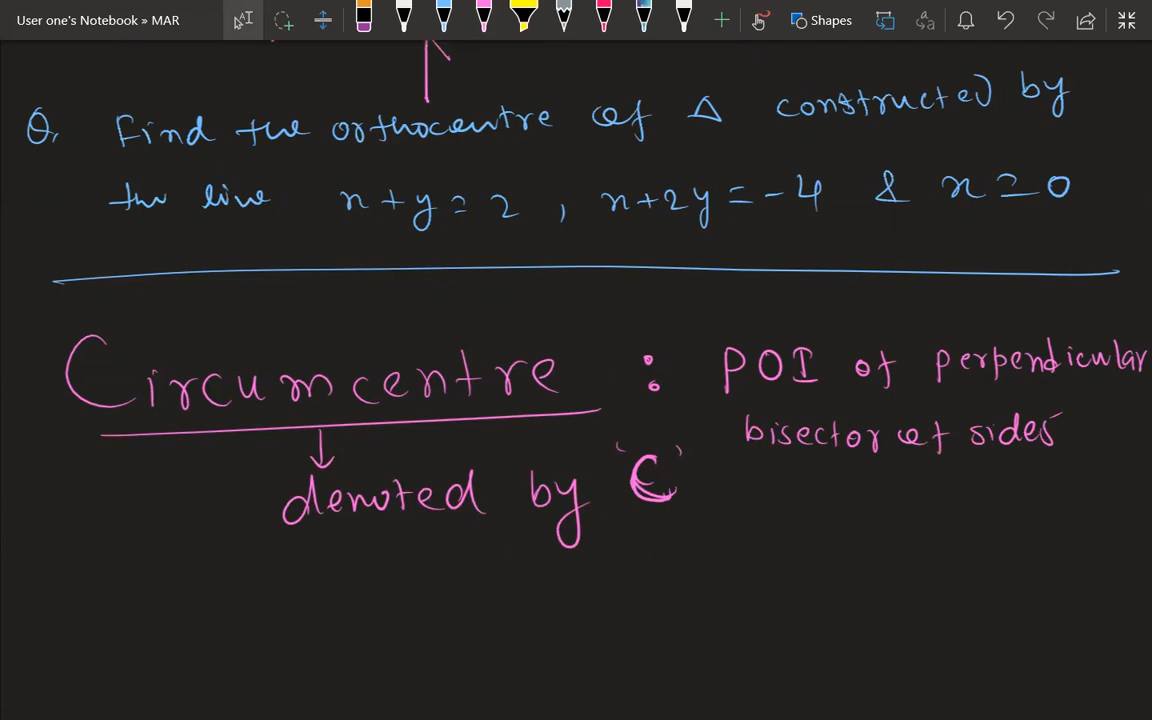 User one's Notebook » MAR
Shapes
Q. Find the orthocentre of Δ constructed by
the line x + y = 2 , x + 2y = - 4 & x = 0
Circumcentre : POI of perpendicular
bisector of sides
denoted by 'C'